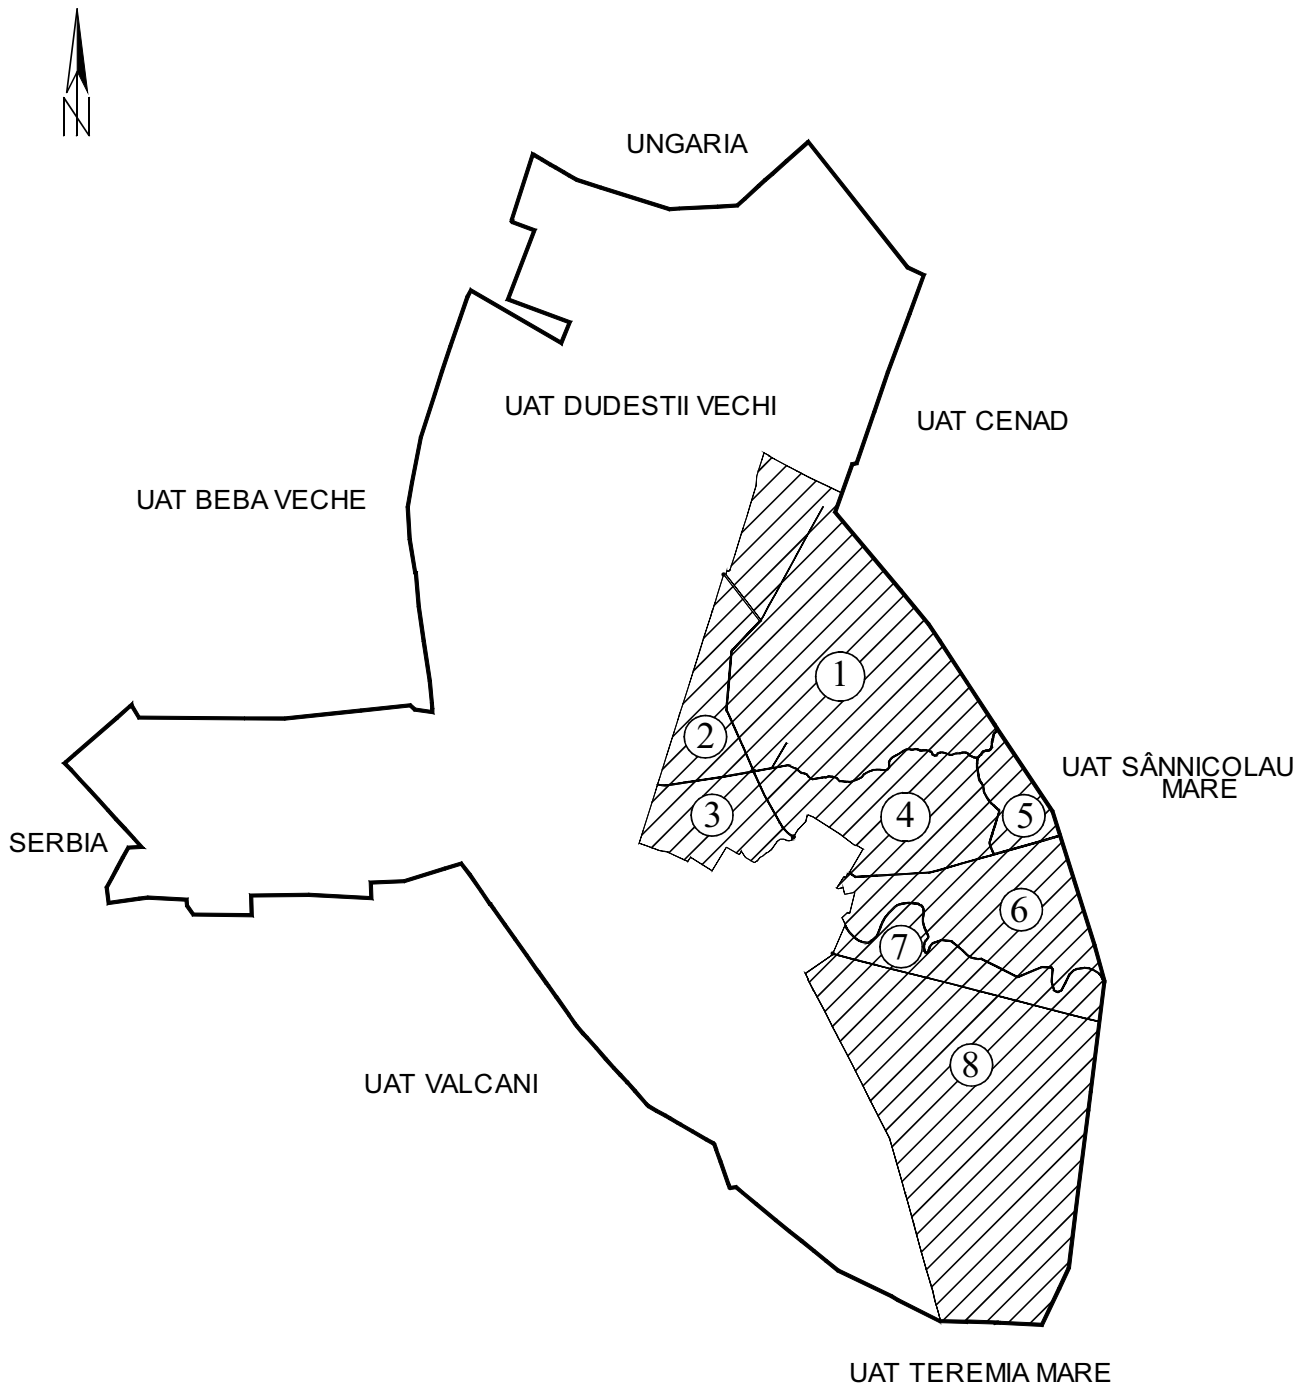 N
UNGARIA
UAT DUDESTII VECHI
UAT CENAD
UAT BEBA VECHE
1
2
UAT SÂNNICOLAU
MARE
3
4
5
SERBIA
6
7
8
UAT VALCANI
UAT TEREMIA MARE